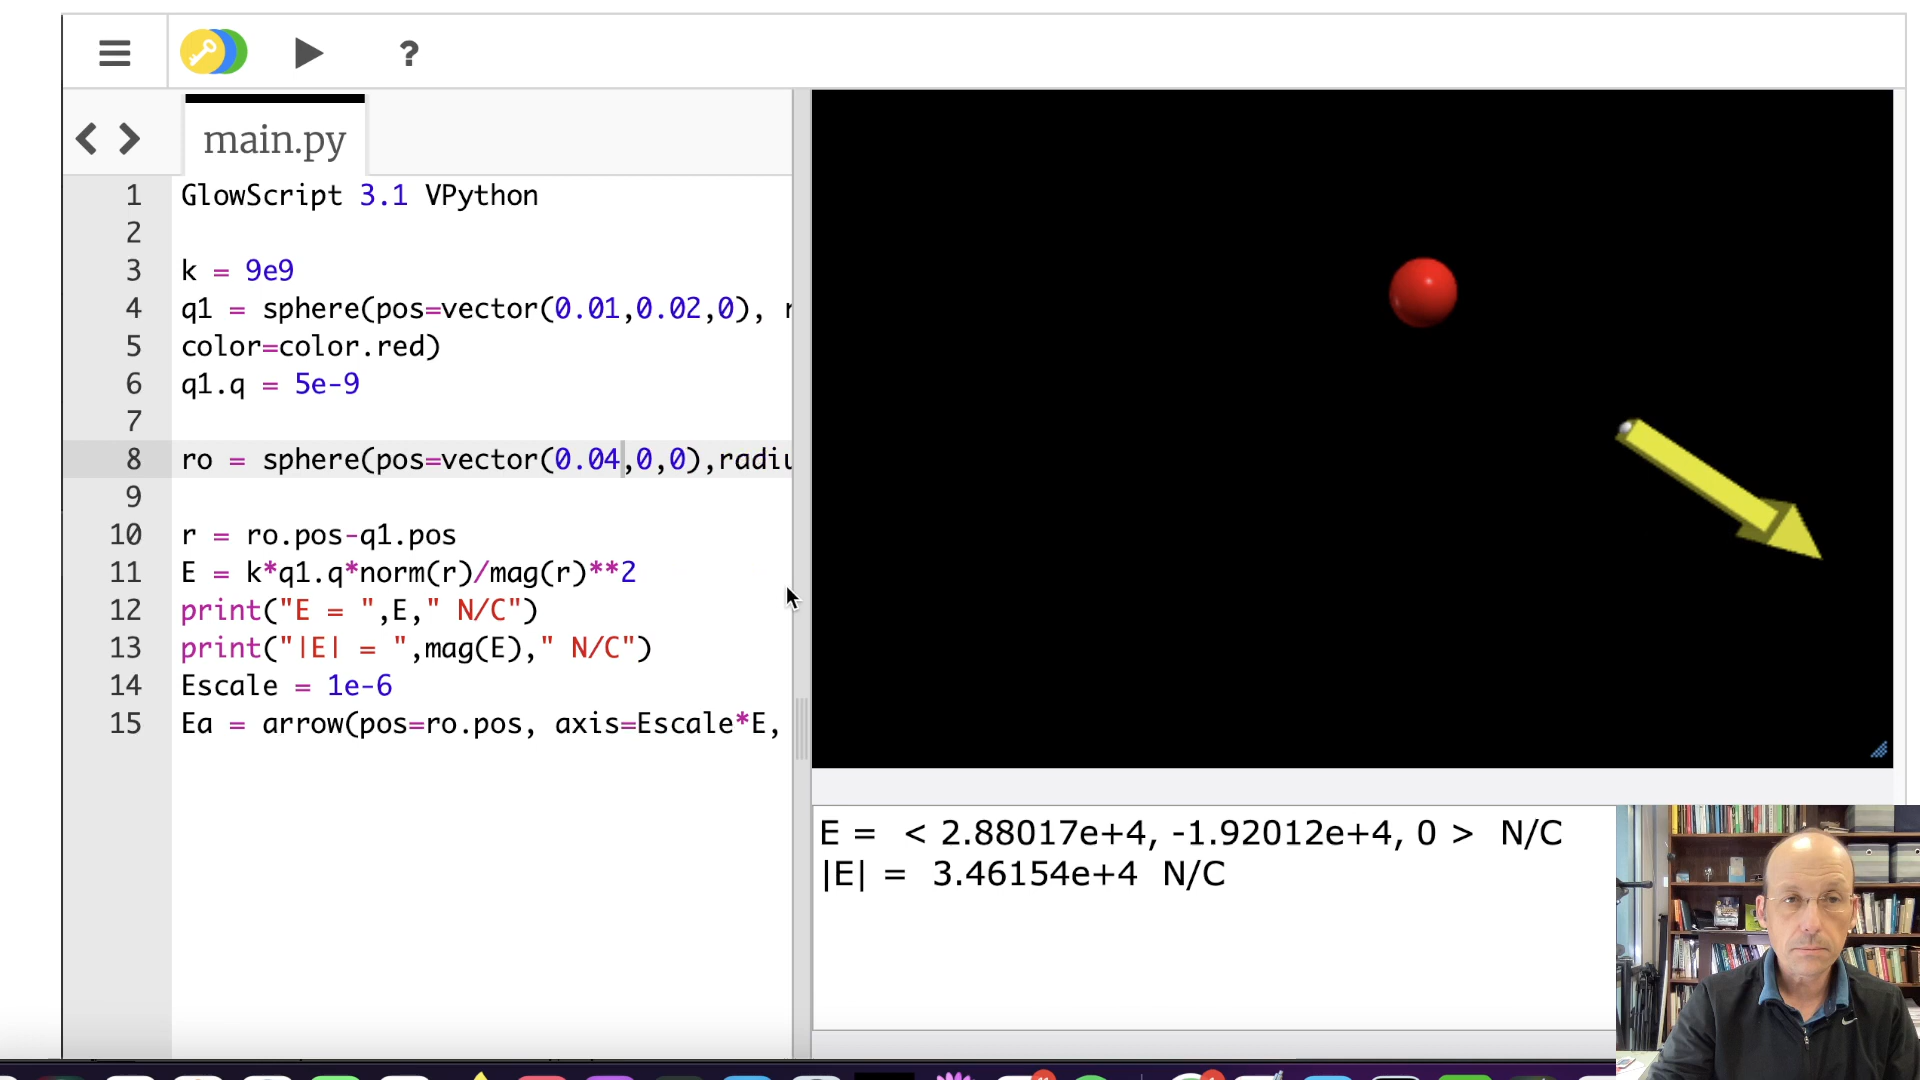 ?
main.py
1 GlowScript 3.1 VPython
2
3 k = 9e9
4 q1 = sphere(pos=vector(0.01,0.02,0), r
5 color=color.red)
6 q1.q = 5e-9
7
8 ro = sphere(pos=vector(0.04,0,0),radiu
9
10 r = ro.pos-q1.pos
11 E = k*q1.q*norm(r)/mag(r)**2
12 print("E = ",E," N/C")
13 print("|E| = ",mag(E)," N/C")
14 Escale = 1e-6
15 Ea = arrow(pos=ro.pos, axis=Escale*E,
E = < 2.88017e+4, -1.92012e+4, 0 > N/C
|E| = 3.46154e+4 N/C